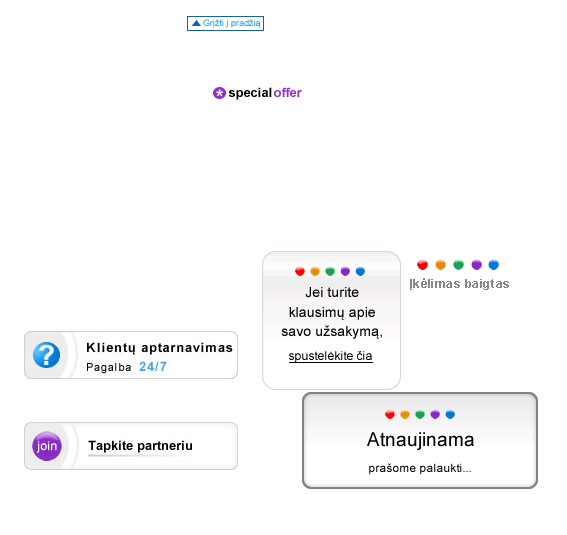 Grįžti į pradžią
special offer
Jei turite
klausimų apie
savo užsakymą,
spustelėkite čia
Įkėlimas baigtas
Klientų aptarnavimas
Pagalba 24/7
Atnaujinama
prašome palaukti...
join
Tapkite partneriu